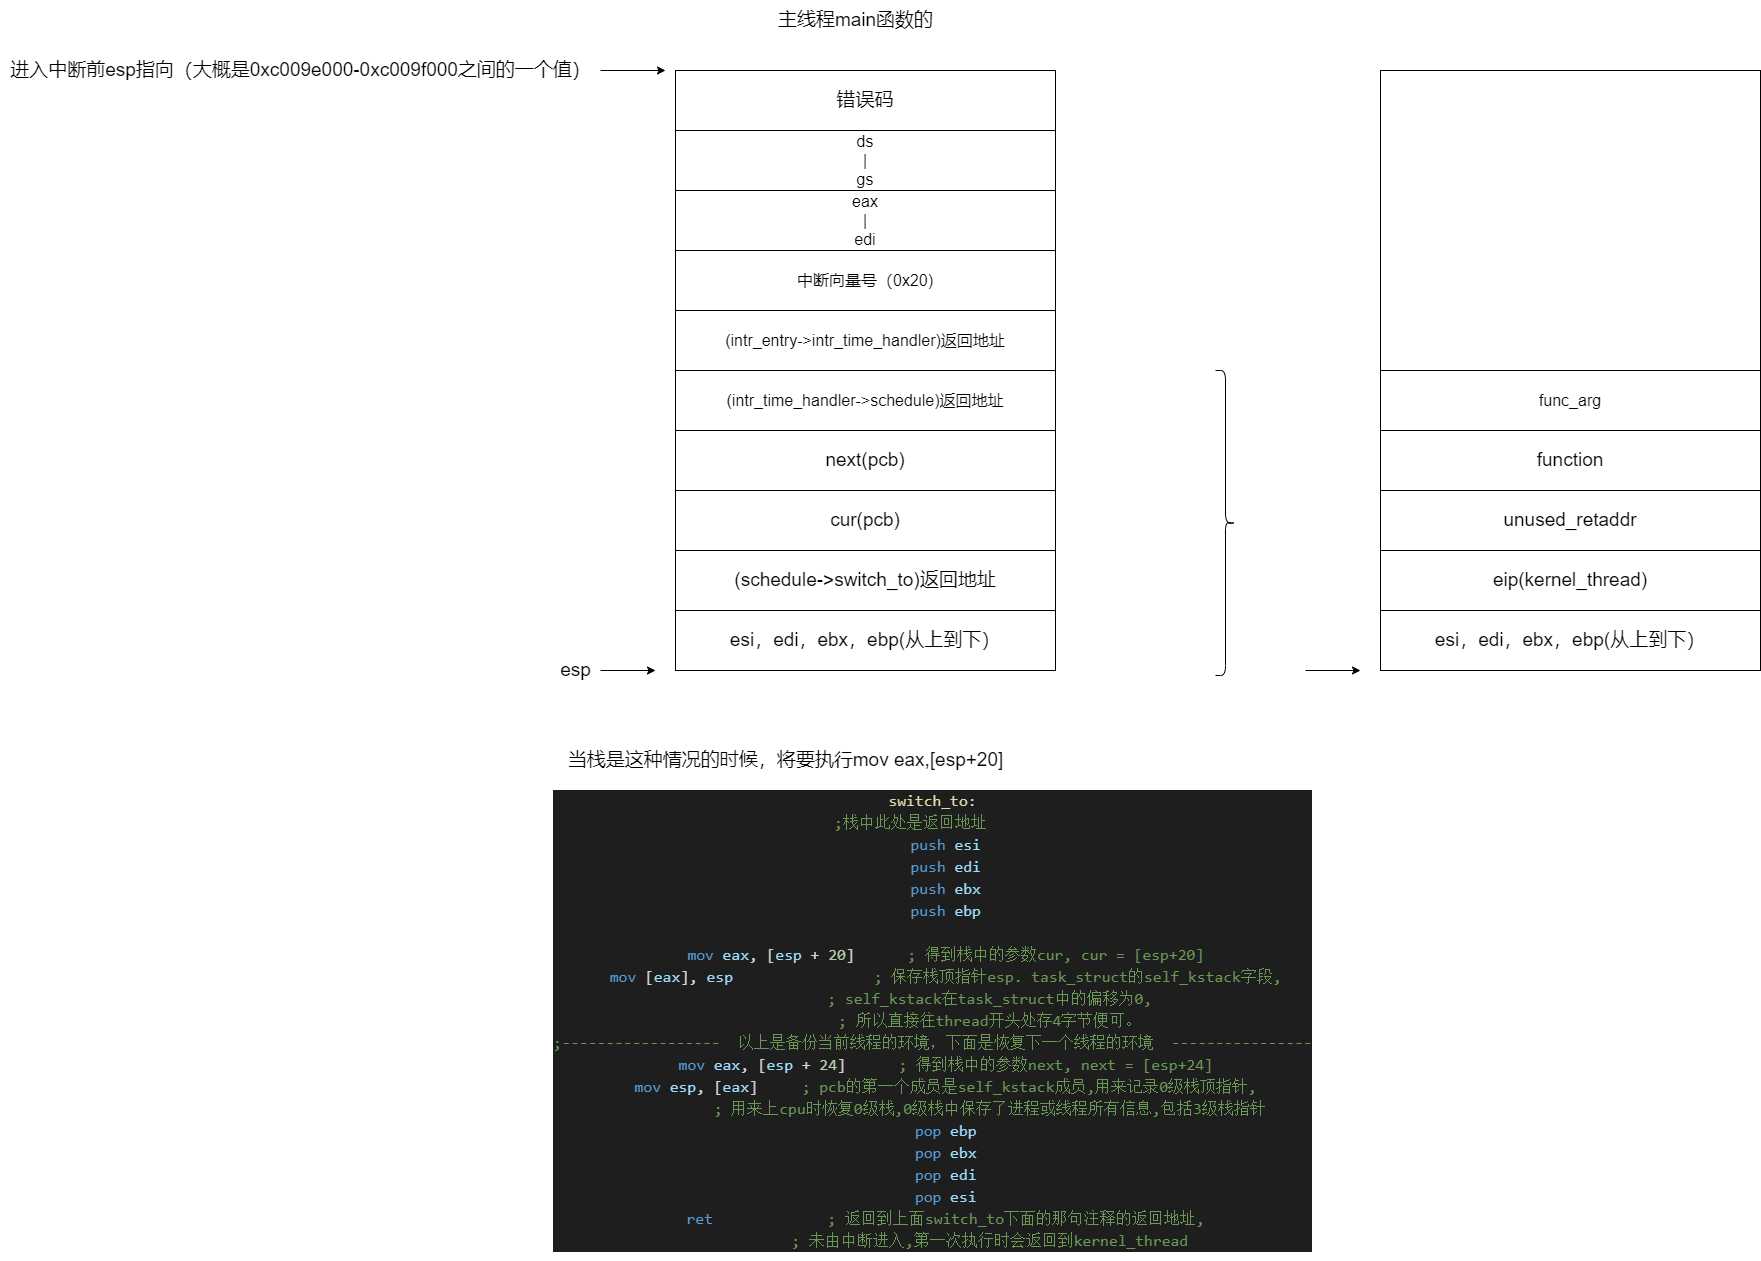 主线程main函数的
进入中断前esp指向（大概是0xc009e000-0xc009f000之间的一个值）
错误码
ds
|
gs
eax
|
edi
中断向量号（0x20）
(intr_entry->intr_time_handler)返回地址
(intr_time_handler->schedule)返回地址
next(pcb)
cur(pcb)
(schedule->switch_to)返回地址
esi，edi，ebx，ebp(从上到下）
esp
func_arg
function
unused_retaddr
eip(kernel_thread)
esi，edi，ebx，ebp(从上到下）
当栈是这种情况的时候，将要执行mov eax,[esp+20]
switch_to:
;栈中此处是返回地址
push esi
push edi
push ebx
push ebp
mov eax, [esp + 20] ; 得到栈中的参数cur, cur = [esp+20]
mov [eax], esp ; 保存栈顶指针esp. task_struct的self_kstack字段,
; self_kstack在task_struct中的偏移为0,
; 所以直接往thread开头处存4字节便可。
;------------------ 以上是备份当前线程的环境，下面是恢复下一个线程的环境 ----------------
mov eax, [esp + 24] ; 得到栈中的参数next, next = [esp+24]
mov esp, [eax] ; pcb的第一个成员是self_kstack成员,用来记录0级栈顶指针,
; 用来上cpu时恢复0级栈,0级栈中保存了进程或线程所有信息,包括3级栈指针
pop ebp
pop ebx
pop edi
pop esi
ret ; 返回到上面switch_to下面的那句注释的返回地址,
; 未由中断进入,第一次执行时会返回到kernel_thread